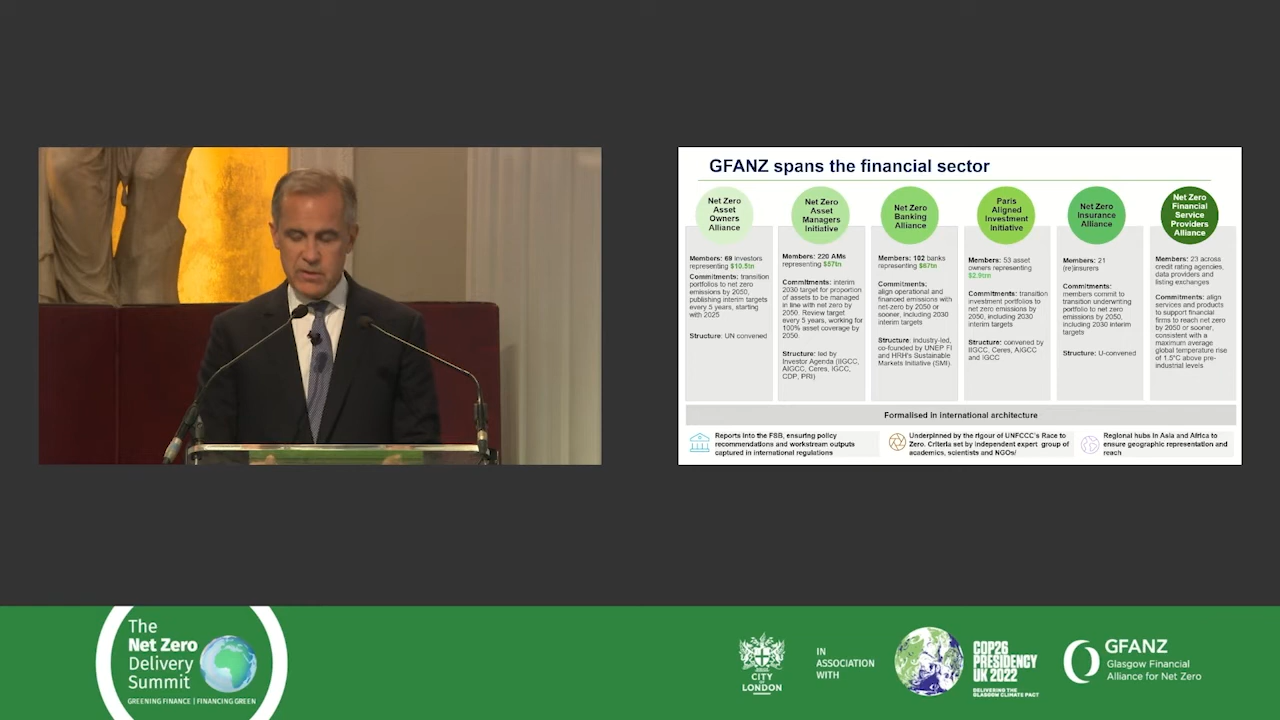 GFANZ spans the financial sector
Net Zero
Asset
Owners
Alliance
Members: 69 investors
representing $10.5tn
Commitments: transition
portfolios to net zero
emissions by 2050,
publishing interim targets
every 5 years, starting
with 2025
Structure: UN convened
Net Zero
Asset
Managers
Initiative
Members: 220 AMs
representing $57tn
Commitments: interim
2030 target for proportion
of assets to be managed
in line with net zero by
2050. Review target
every 5 years, working for
100% asset coverage by
2050.
Structure: led by
Investor Agenda (IIGCC,
AIGCC, Ceres, IGCC,
CDP, PRI)
Net Zero
Banking
Alliance
Members: 102 banks
representing $67tn
Commitments:
align operational and
financed emissions with
net-zero by 2050 or
sooner, including 2030
interim targets
Structure: industry-led,
co-founded by UNEP FI
and HRH's Sustainable
Markets Initiative (SMI).
Paris
Aligned
Investment
Initiative
Members: 53 asset
owners representing
$2.9tn
Commitments: transition
investment portfolios to
net zero emissions by
2050, including 2030
interim targets
Structure: convened by
IIGCC, Ceres, AIGCC
and IGCC
Net Zero
Insurance
Alliance
Members: 21
(re)insurers
Commitments:
members commit to
transition underwriting
portfolio to net zero
emissions by 2050,
including 2030 interim
targets
Structure: U-convened
Net Zero
Financial
Service
Providers
Alliance
Members: 23 across
credit rating agencies,
data providers and
listing exchanges
Commitments: align
services and products
to support financial
firms to reach net zero
by 2050 or sooner,
consistent with a
maximum average
global temperature rise
of 1.5°C above pre-
industrial levels
Formalised in international architecture
Reports into the FSB, ensuring policy
recommendations and workstream outputs
captured in international regulations
Underpinned by the rigour of UNFCCC's Race to
Zero. Criteria set by independent expert group of
academics, scientists and NGOs/
Regional hubs in Asia and Africa to
ensure geographic representation and
reach
The
Net Zero
Delivery
Summit
GREENING FINANCE | FINANCING GREEN
CITY
OF
LONDON
IN
ASSOCIATION
WITH
COP26
PRESIDENCY
UK 2022
DELIVERING THE
GLASGOW CLIMATE PACT
GFANZ
Glasgow Financial
Alliance for Net Zero